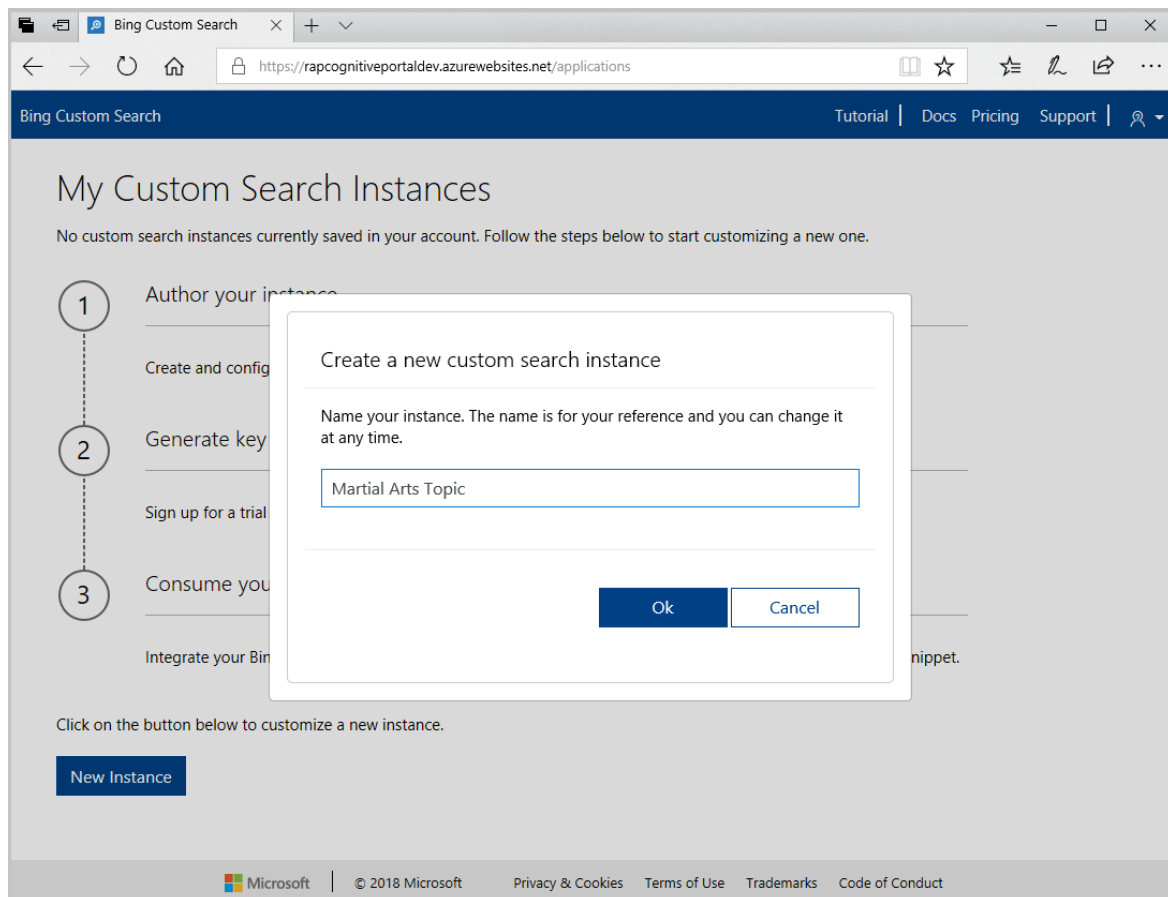 Bing Custom Search
https://rapcognitiveportaldev.azurewebsites.net/applications
Bing Custom Search
Tutorial | Docs Pricing Support |
My Custom Search Instances
No custom search instances currently saved in your account. Follow the steps below to start customizing a new one.
1
Author your instance
Create and config
2
Generate key
Sign up for a trial
3
Consume you
Integrate your Bin
nippet.
Create a new custom search instance
Name your instance. The name is for your reference and you can change it
at any time.
Martial Arts Topic
Ok
Cancel
Click on the button below to customize a new instance.
New Instance
Microsoft | © 2018 Microsoft Privacy & Cookies Terms of Use Trademarks Code of Conduct